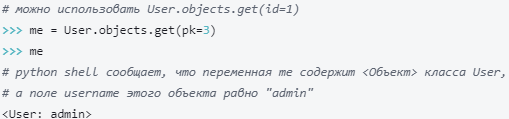 # можно использовать User.objects.get(id=1)
>>> me = User.objects.get(pk=3)
>>> me
# python shell сообщает, что переменная me содержит <Объект> класса User,
# а поле username этого объекта равно "admin"
<User: admin>